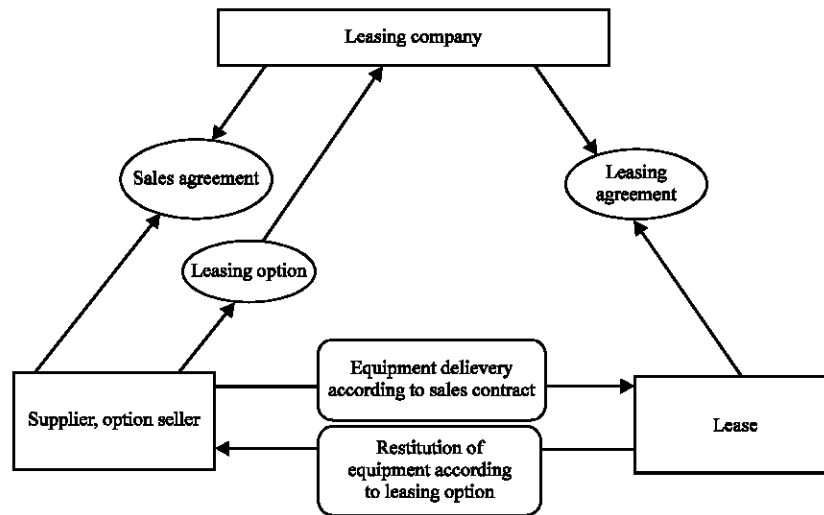 Leasing company
Sales agreement
Leasing
agreement
Leasing option
Equipment delievery
according to sales contract
Supplier, option seller
Lease
Restitution of
equipment according
to leasing option